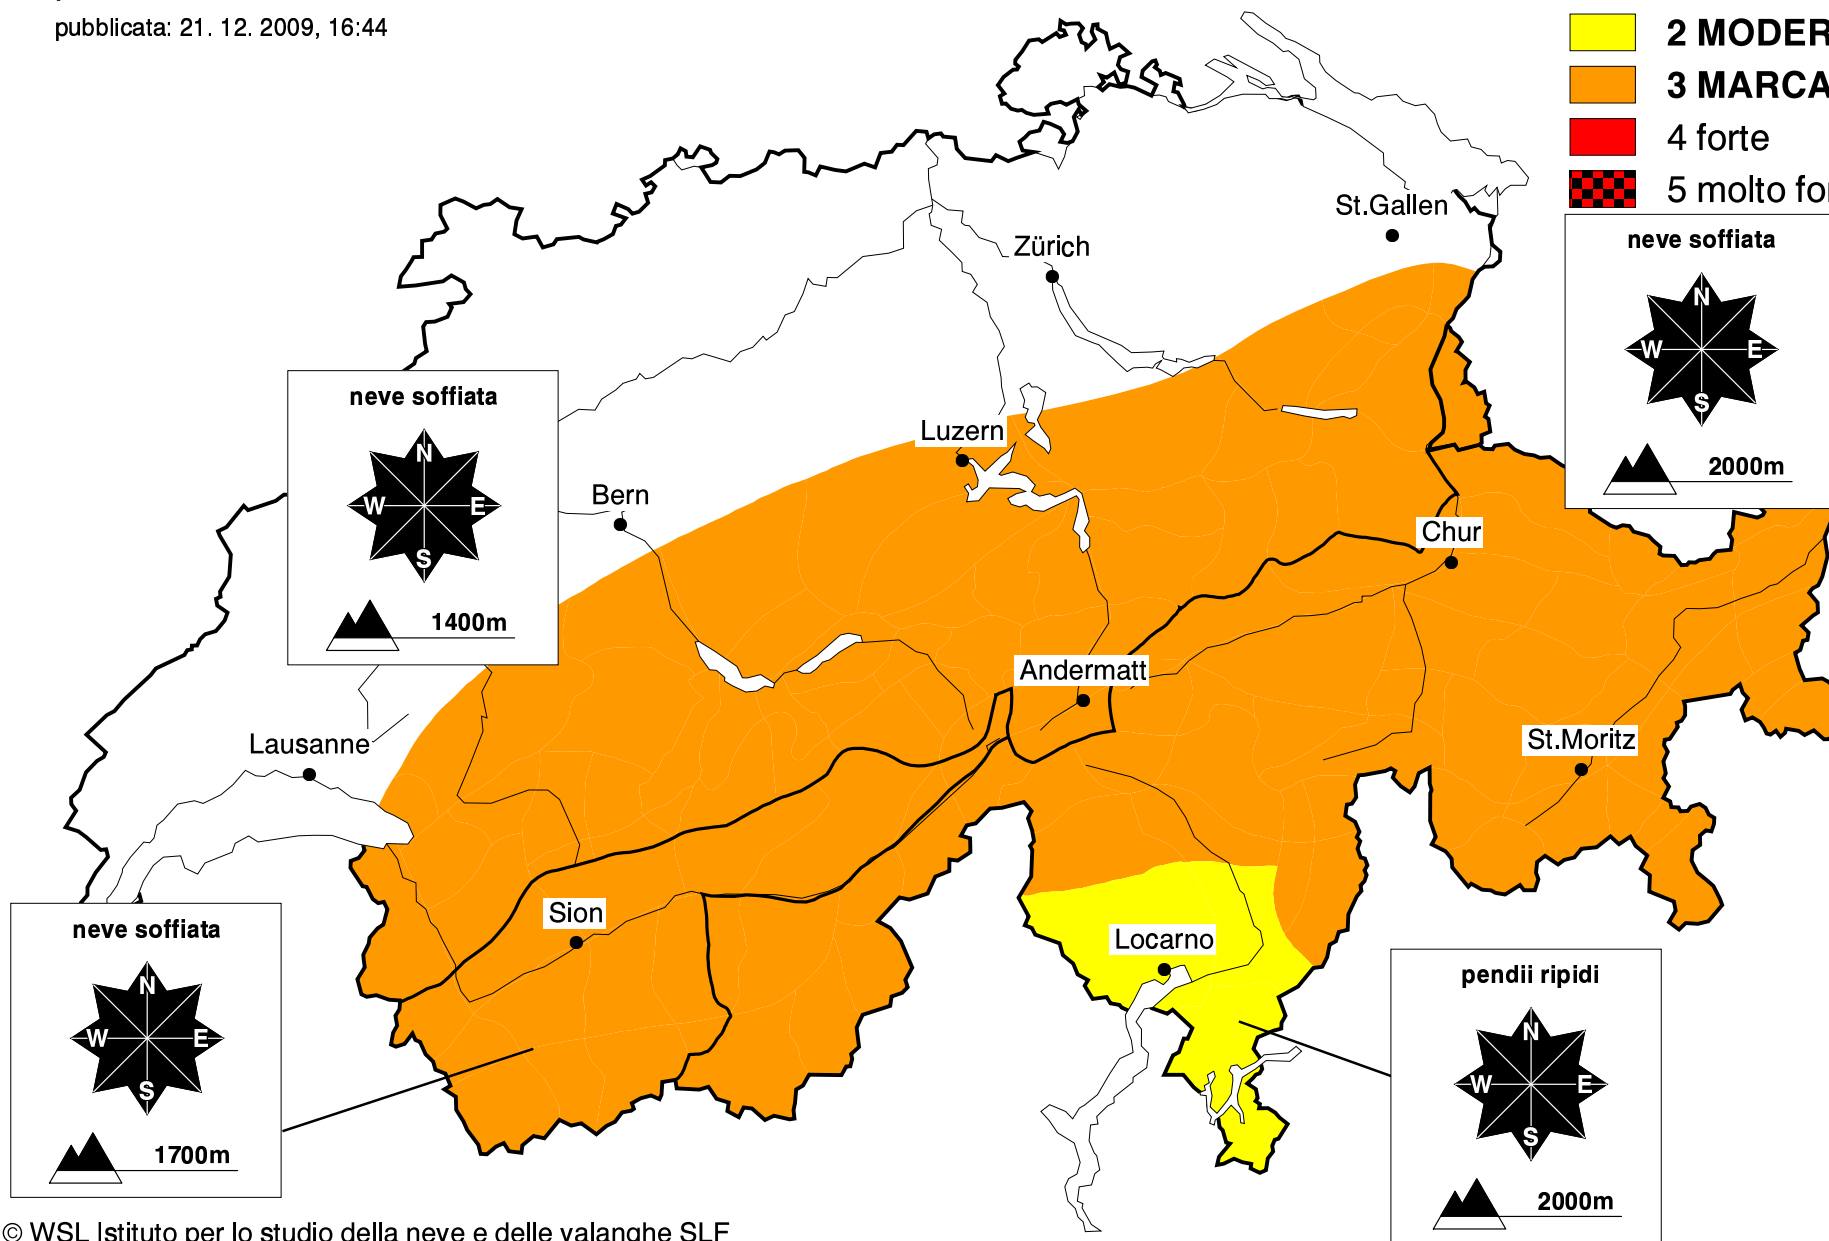 pubblicata: 21. 12. 2009, 16:44
2 MODER
3 MARCA
4 forte
5 molto for
St.Gallen
Zürich
neve soffiata
N
W E
S
2000m
neve soffiata
N
W E
S
1400m
Luzern
Bern
Chur
Andermatt
St.Moritz
Lausanne
Sion
Locarno
neve soffiata
N
W E
S
1700m
pendii ripidi
N
W E
S
2000m
© WSL Istituto per lo studio della neve e delle valanghe SLF